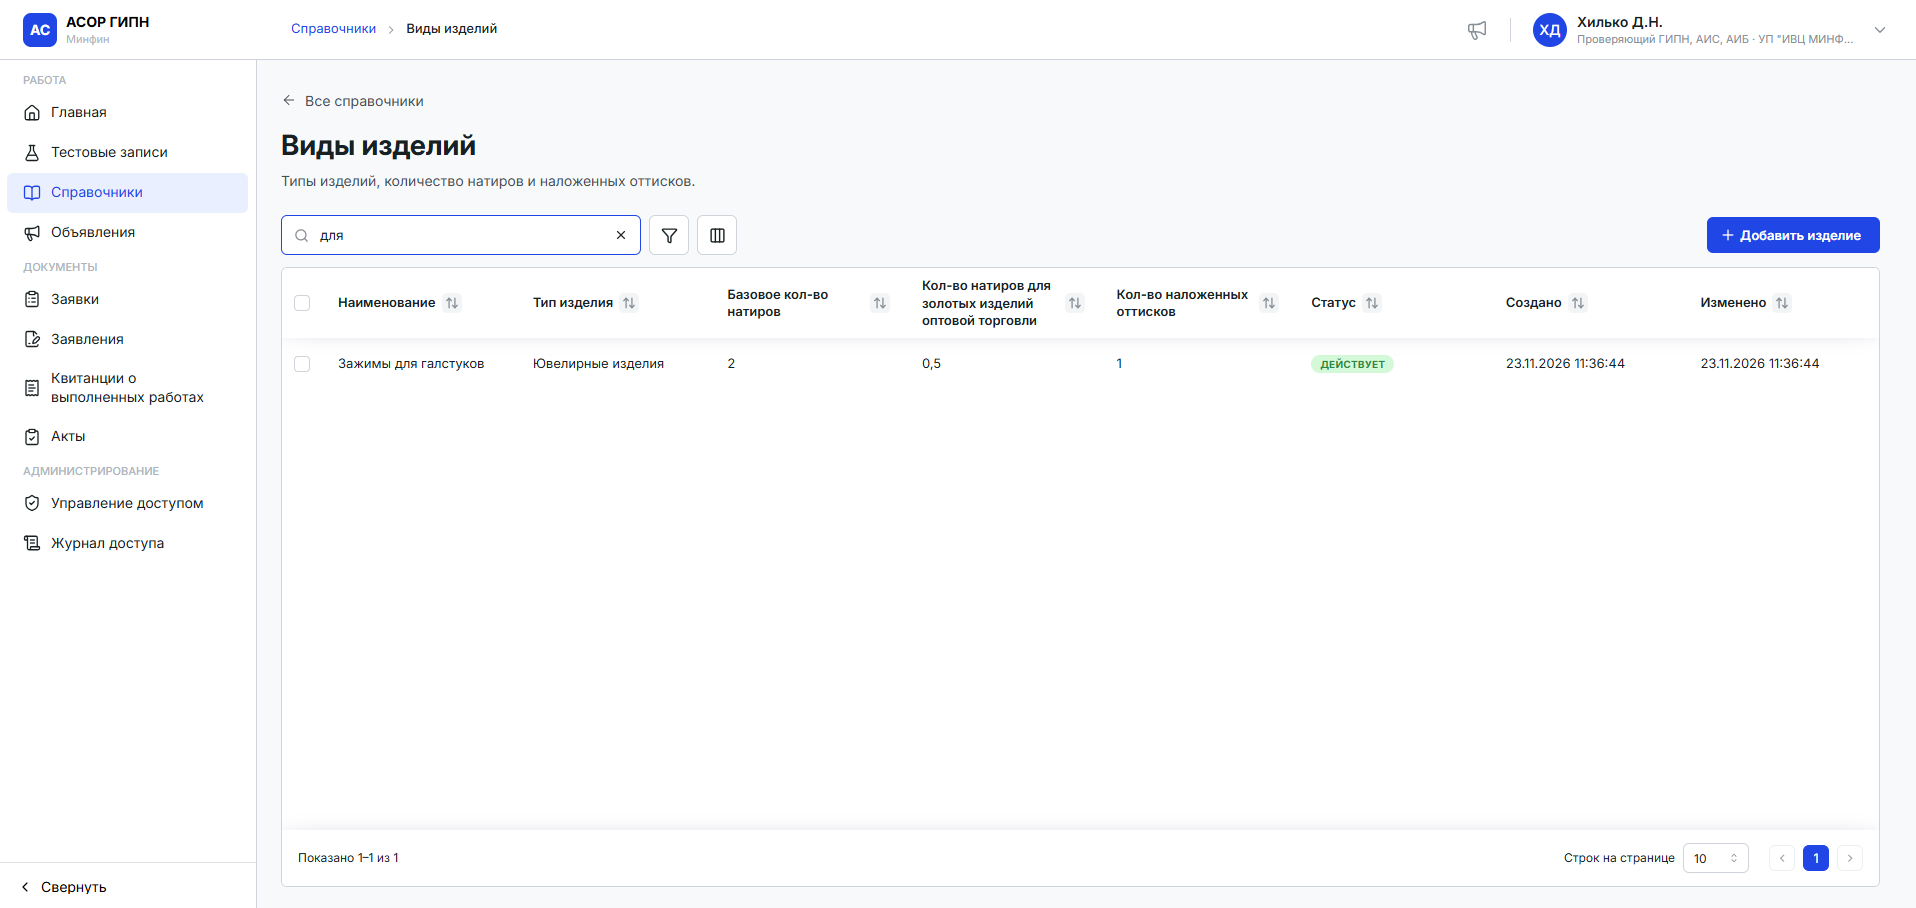 АС
АСОР ГИПН
Минфин
Справочники
Виды изделий
ХД
Хилько Д.Н.
Проверяющий ГИПН, АИС, АИБ · УП "ИВЦ МИНФ...
РАБОТА
Главная
Тестовые записи
Справочники
Объявления
ДОКУМЕНТЫ
Заявки
Заявления
Квитанции о
выполненных работах
Акты
АДМИНИСТРИРОВАНИЕ
Управление доступом
Журнал доступа
Свернуть
Все справочники
Виды изделий
Типы изделий, количество натиров и наложенных оттисков.
для
Добавить изделие
Наименование
Тип изделия
Базовое кол-во
натиров
Кол-во натиров для
золотых изделий
оптовой торговли
Кол-во наложенных
оттисков
Статус
Создано
Изменено
Зажимы для галстуков
Ювелирные изделия
2
0,5
1
ДЕЙСТВУЕТ
23.11.2026 11:36:44
23.11.2026 11:36:44
Показано 1–1 из 1
Строк на странице
10
1